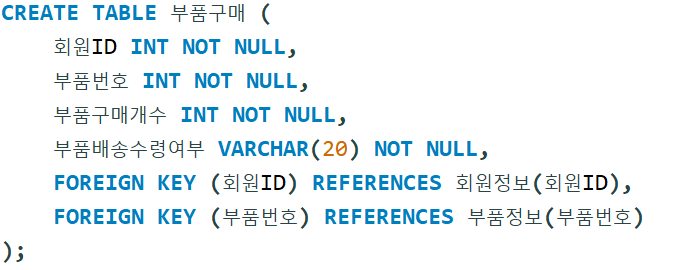 CREATE TABLE 부품구매 (
회원ID INT NOT NULL,
부품번호 INT NOT NULL,
부품구매개수 INT NOT NULL,
부품배송수령여부 VARCHAR(20) NOT NULL,
FOREIGN KEY (회원ID) REFERENCES 회원정보(회원ID),
FOREIGN KEY (부품번호) REFERENCES 부품정보(부품번호)
);